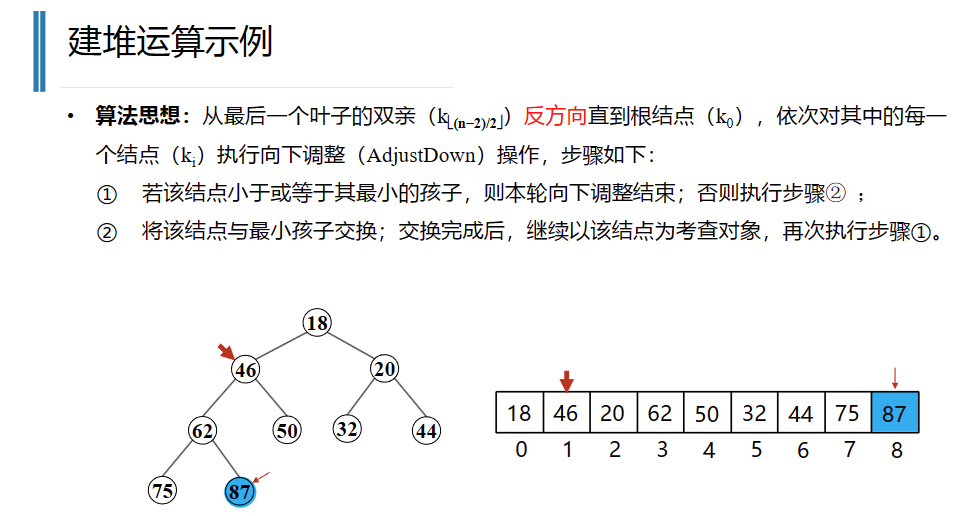 建堆运算示例
• 算法思想：从最后一个叶子的双亲（k⌊(n−2)/2⌋）反方向直到根结点（k0），依次对其中的每一
个结点（ki）执行向下调整（AdjustDown）操作，步骤如下：
① 若该结点小于或等于其最小的孩子，则本轮向下调整结束；否则执行步骤② ；
② 将该结点与最小孩子交换；交换完成后，继续以该结点为考查对象，再次执行步骤①。
18
46 20
62 50 32 44
75 87
18 46 20 62 50 32 44 75 87
0 1 2 3 4 5 6 7 8